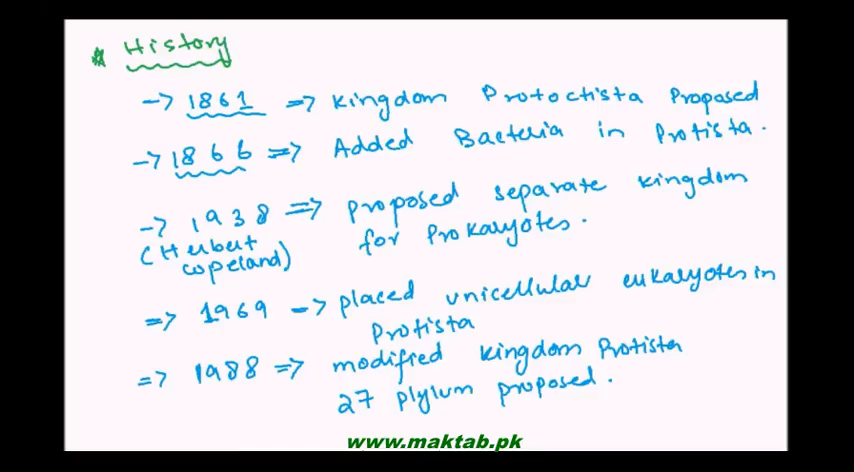 * History
-> 1861 => Kingdom Protoctista Proposed
-> 1866 => Added Bacteria in Protista.
-> 1938 => Proposed separate kingdom
(Herbert copeland) for Prokaryotes.
=> 1969 -> placed unicellular eukaryotes in
Protista
=> 1988 => modified kingdom Protista
27 plylum proposed.
www.maktab.pk